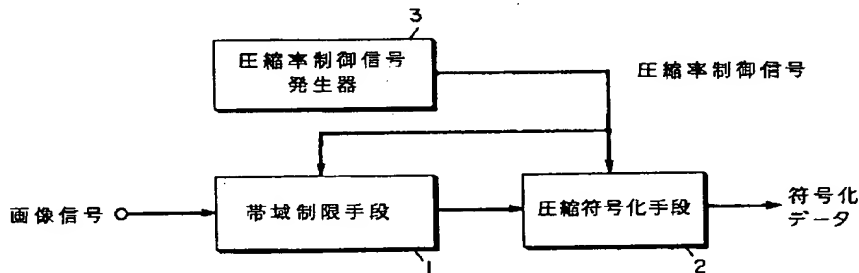 3
圧縮率制御信号
発生器
圧縮率制御信号
画像信号
帯域制限手段
圧縮符号化手段
符号化
データ
1
2